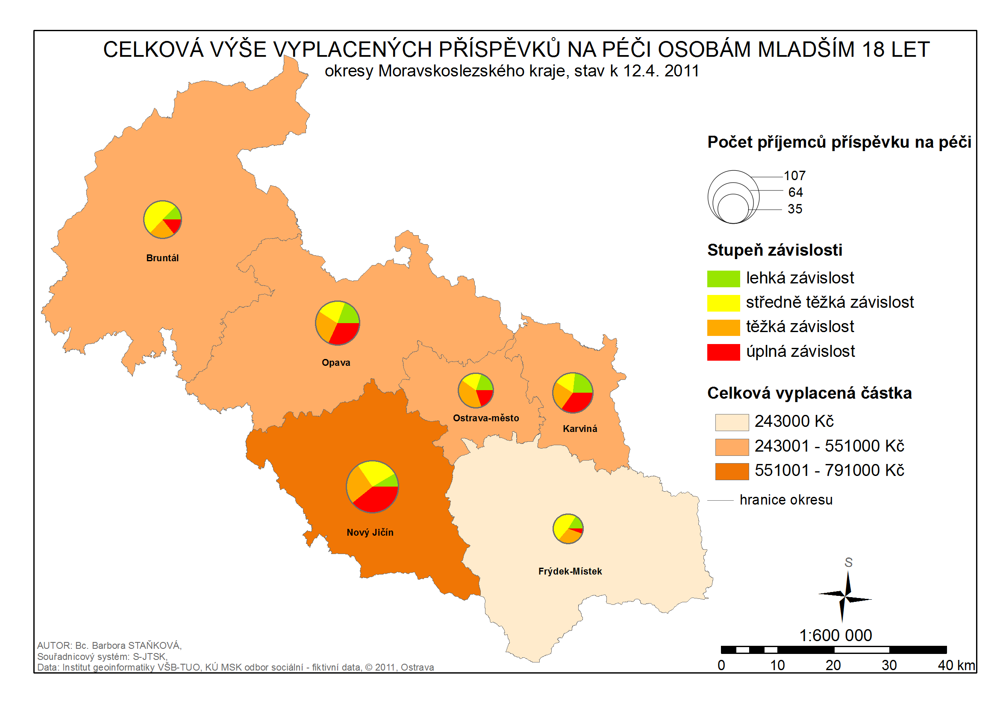 CELKOVÁ VÝŠE VYPLACENÝCH PŘÍSPĚVKŮ NA PÉČI OSOBÁM MLADŠÍM 18 LET
okresy Moravskoslezského kraje, stav k 12.4. 2011
Počet příjemců příspěvku na péči
107
64
35
Stupeň závislosti
lehká závislost
středně těžká závislost
těžká závislost
úplná závislost
Celková vyplacená částka
243000 Kč
243001 - 551000 Kč
551001 - 791000 Kč
hranice okresu
Bruntál
Opava
Ostrava-město
Karviná
Nový Jičín
Frýdek-Místek
S
1:600 000
0 10 20 30 40 km
AUTOR: Bc. Barbora STAŇKOVÁ,
Souřadnicový systém: S-JTSK,
Data: Institut geoinformatiky VŠB-TUO, KÚ MSK odbor sociální - fiktivní data, © 2011, Ostrava